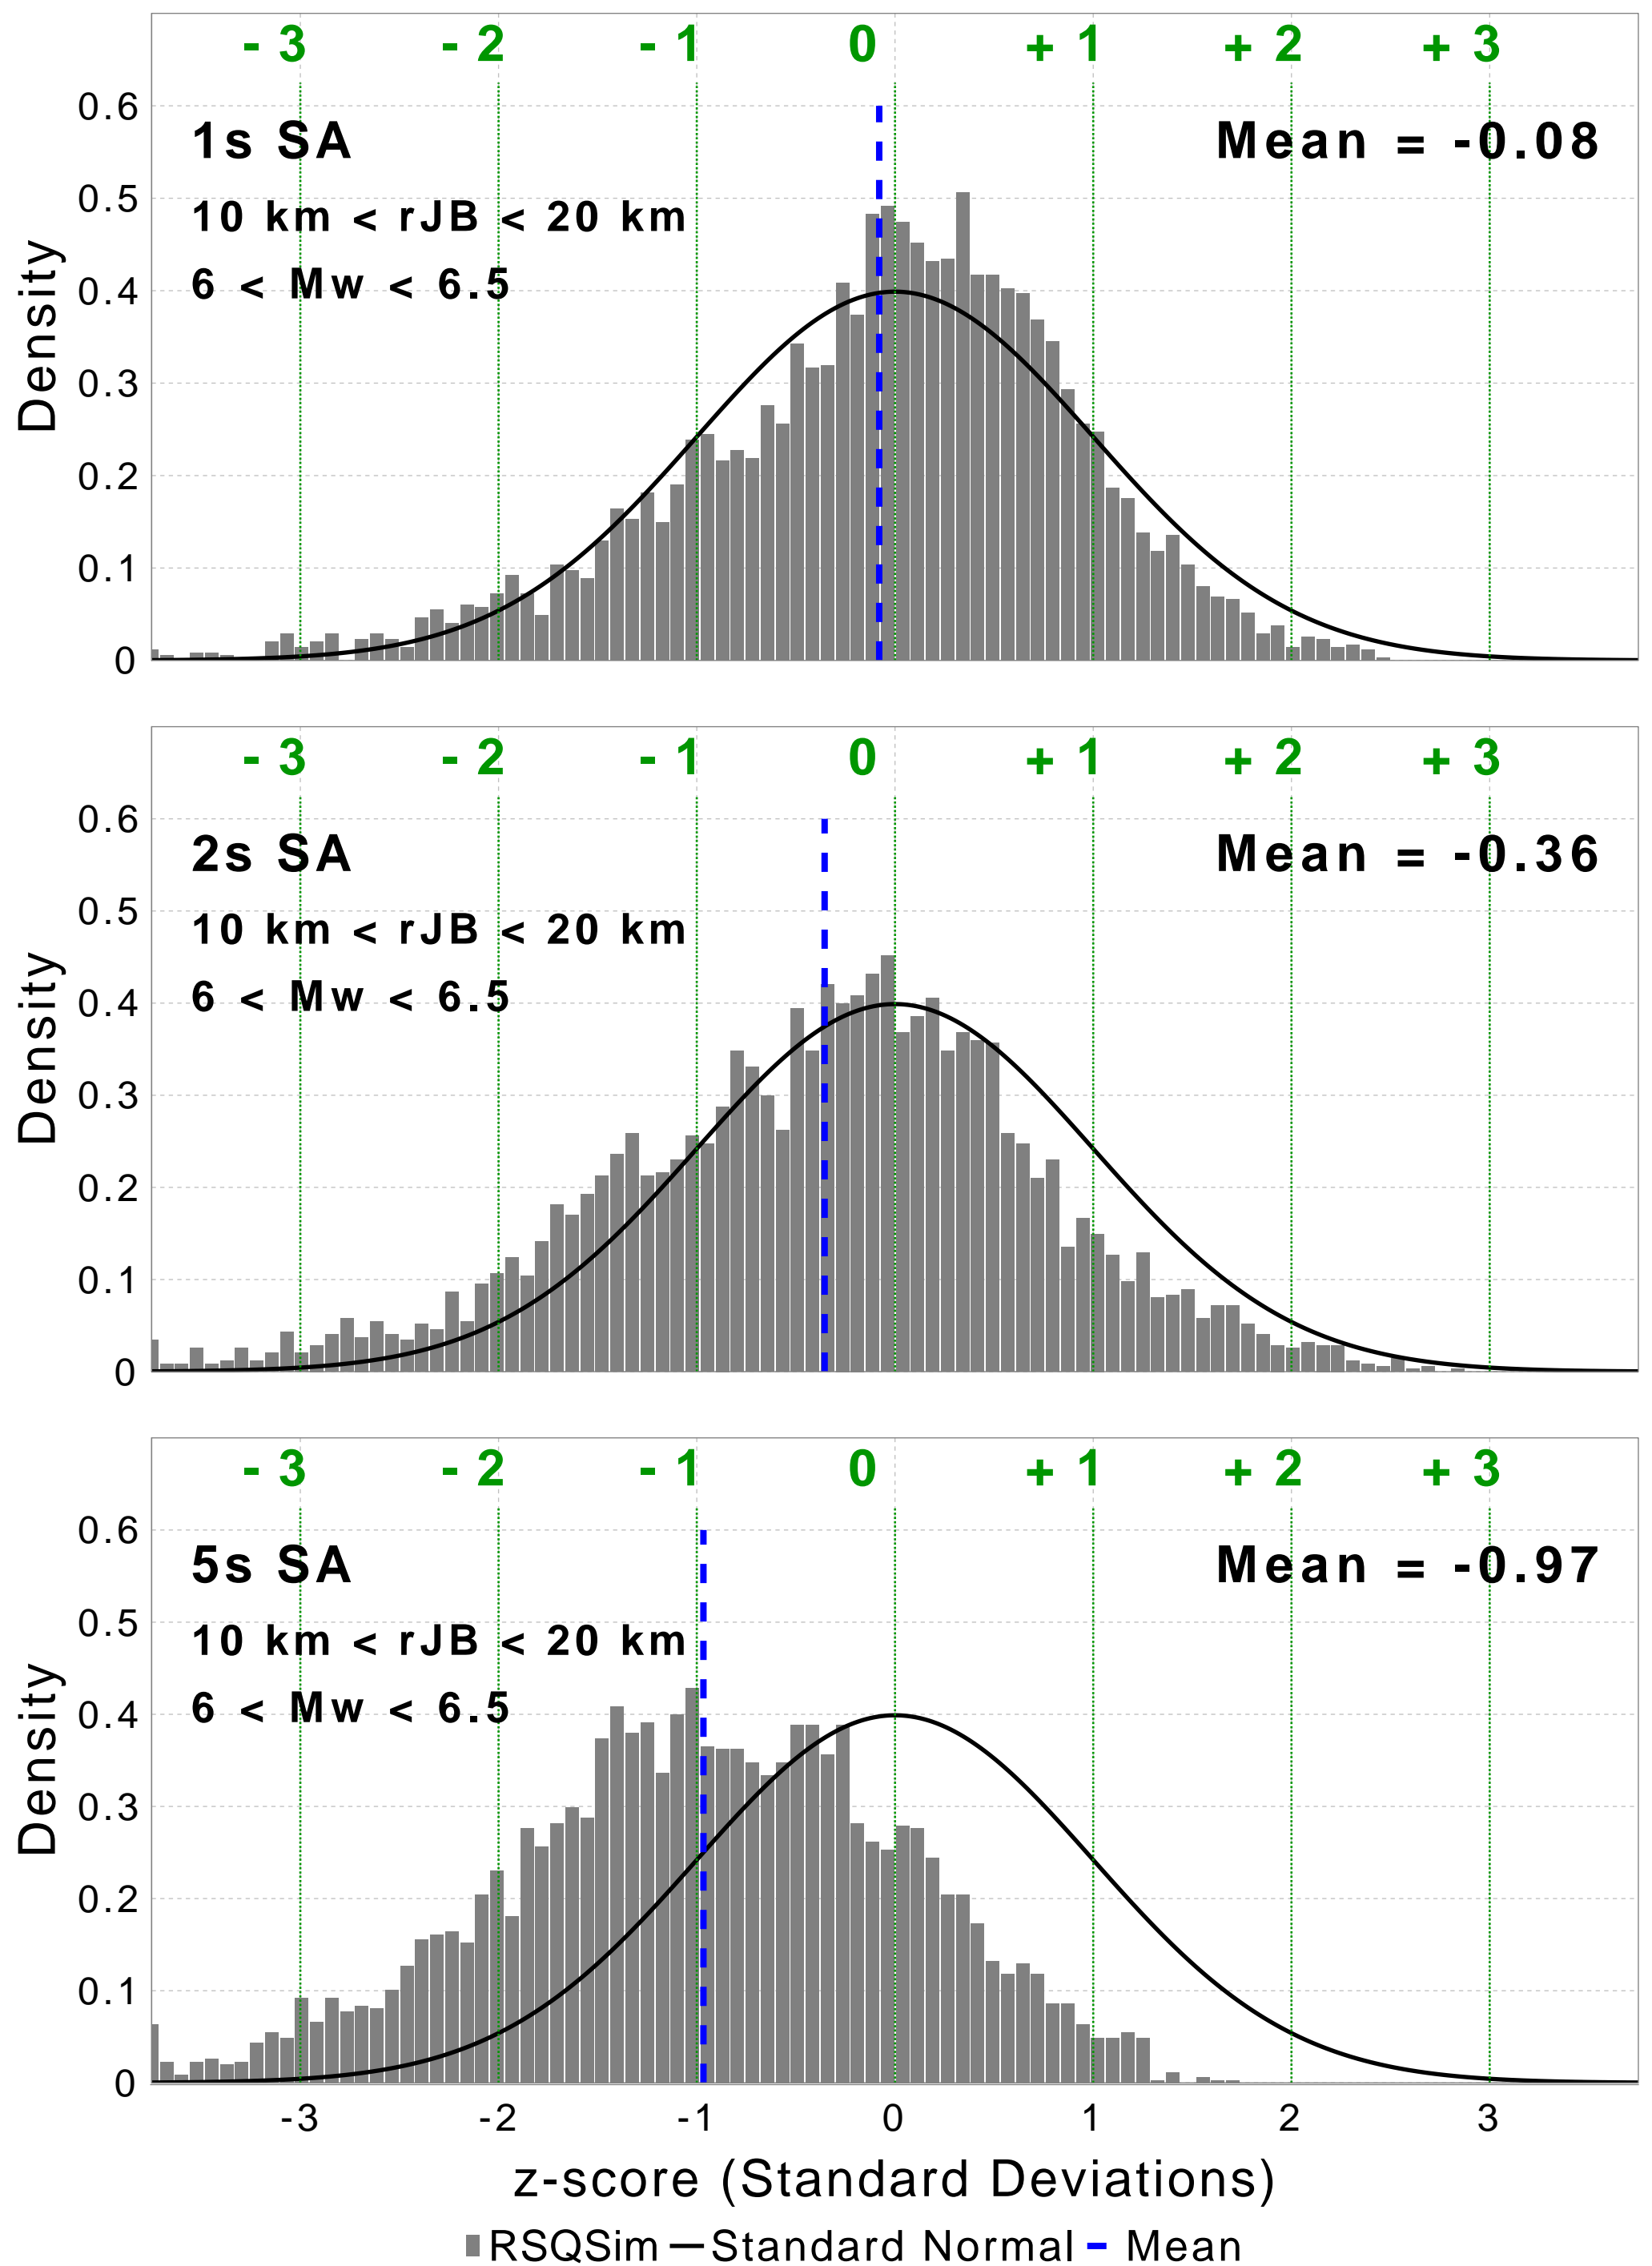 - 3 - 2 - 1 0 + 1 + 2 + 3
0.6
1s SA Mean = -0.08
0.5
10 km < rJB < 20 km
6 < Mw < 6.5
0.4
Density
0.3
0.2
0.1
0
- 3 - 2 - 1 0 + 1 + 2 + 3
0.6
2s SA Mean = -0.36
0.5
10 km < rJB < 20 km
6 < Mw < 6.5
0.4
Density
0.3
0.2
0.1
0
- 3 - 2 - 1 0 + 1 + 2 + 3
0.6
5s SA Mean = -0.97
0.5
10 km < rJB < 20 km
6 < Mw < 6.5
0.4
Density
0.3
0.2
0.1
0
-3 -2 -1 0 1 2 3
z-score (Standard Deviations)
RSQSim Standard Normal Mean